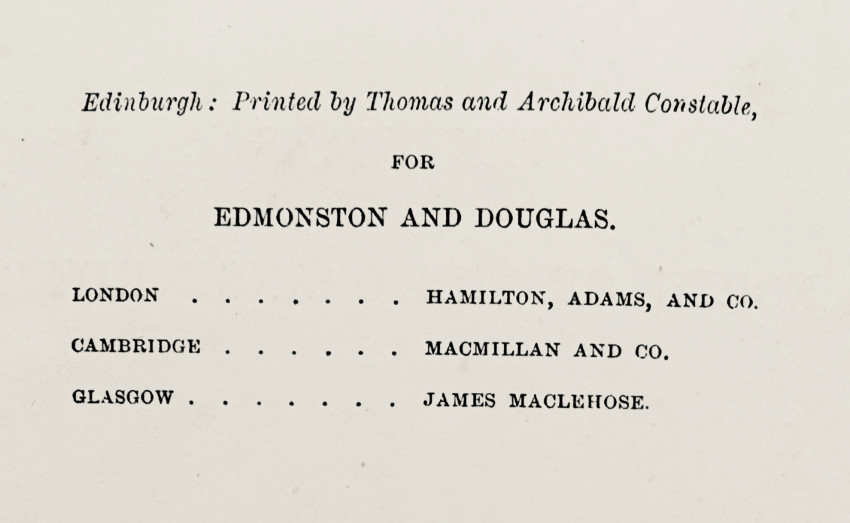 Edinburgh: Printed by Thomas and Archibald Constable,
FOR
EDMONSTON AND DOUGLAS.
LONDON . . . . . . . HAMILTON, ADAMS, AND CO.
CAMBRIDGE . . . . . . MACMILLAN AND CO.
GLASGOW . . . . . . . JAMES MACLEHOSE.